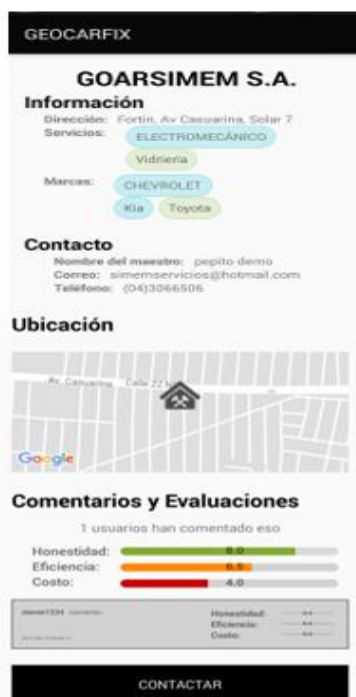 GEOCARFIX
GOARSIMEM S.A.
Información
Dirección: Fortin, Av Casuarina, Solar 7
Servicios: ELECTROMECÁNICO
Vidriería
Marcas: CHEVROLET
Kia Toyota
Contacto
Nombre del maestro: pepito demo
Correo: simemservicios@hotmail.com
Teléfono: (04)3066506
Ubicación
Av. Casuarina Calle 22 N
Google
Comentarios y Evaluaciones
1 usuarios han comentado eso
Honestidad: 8.0
Eficiencia: 6.5
Costo: 4.0
Honestidad:
Eficiencia:
Costo:
CONTACTAR